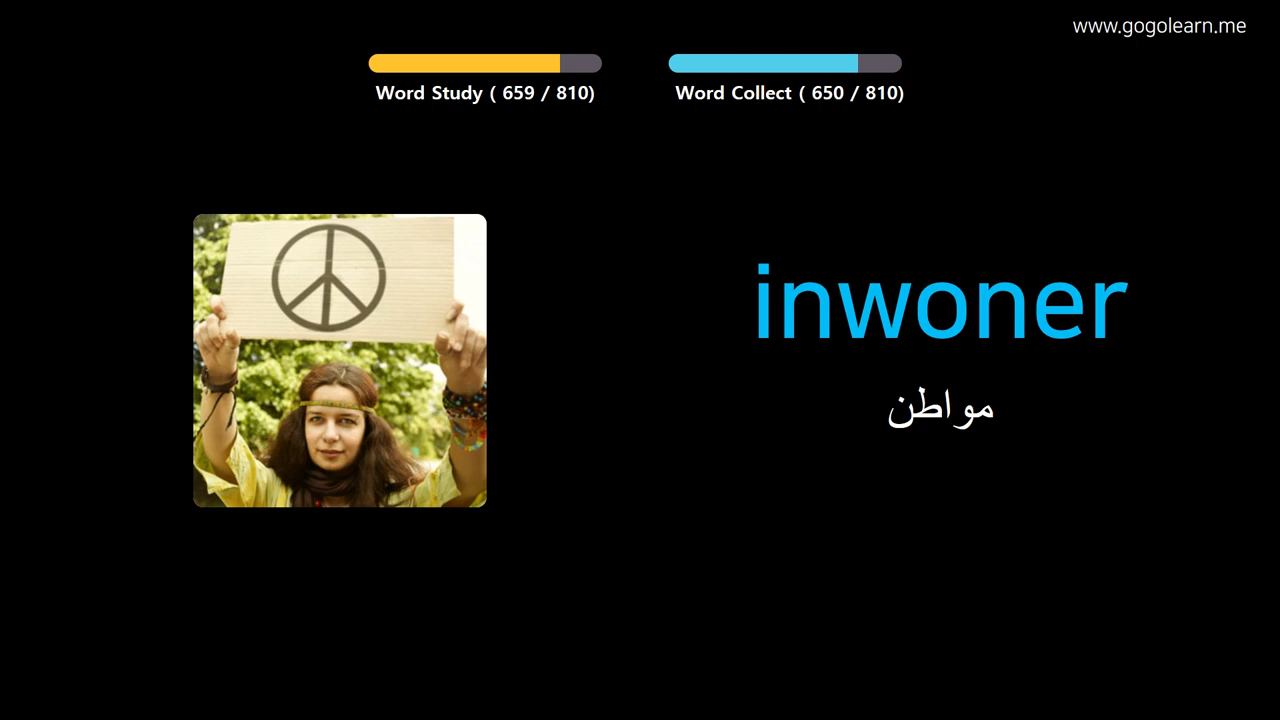 www.gogolearn.me
Word Study ( 659 / 810)
Word Collect ( 650 / 810)
inwoner
مواطن